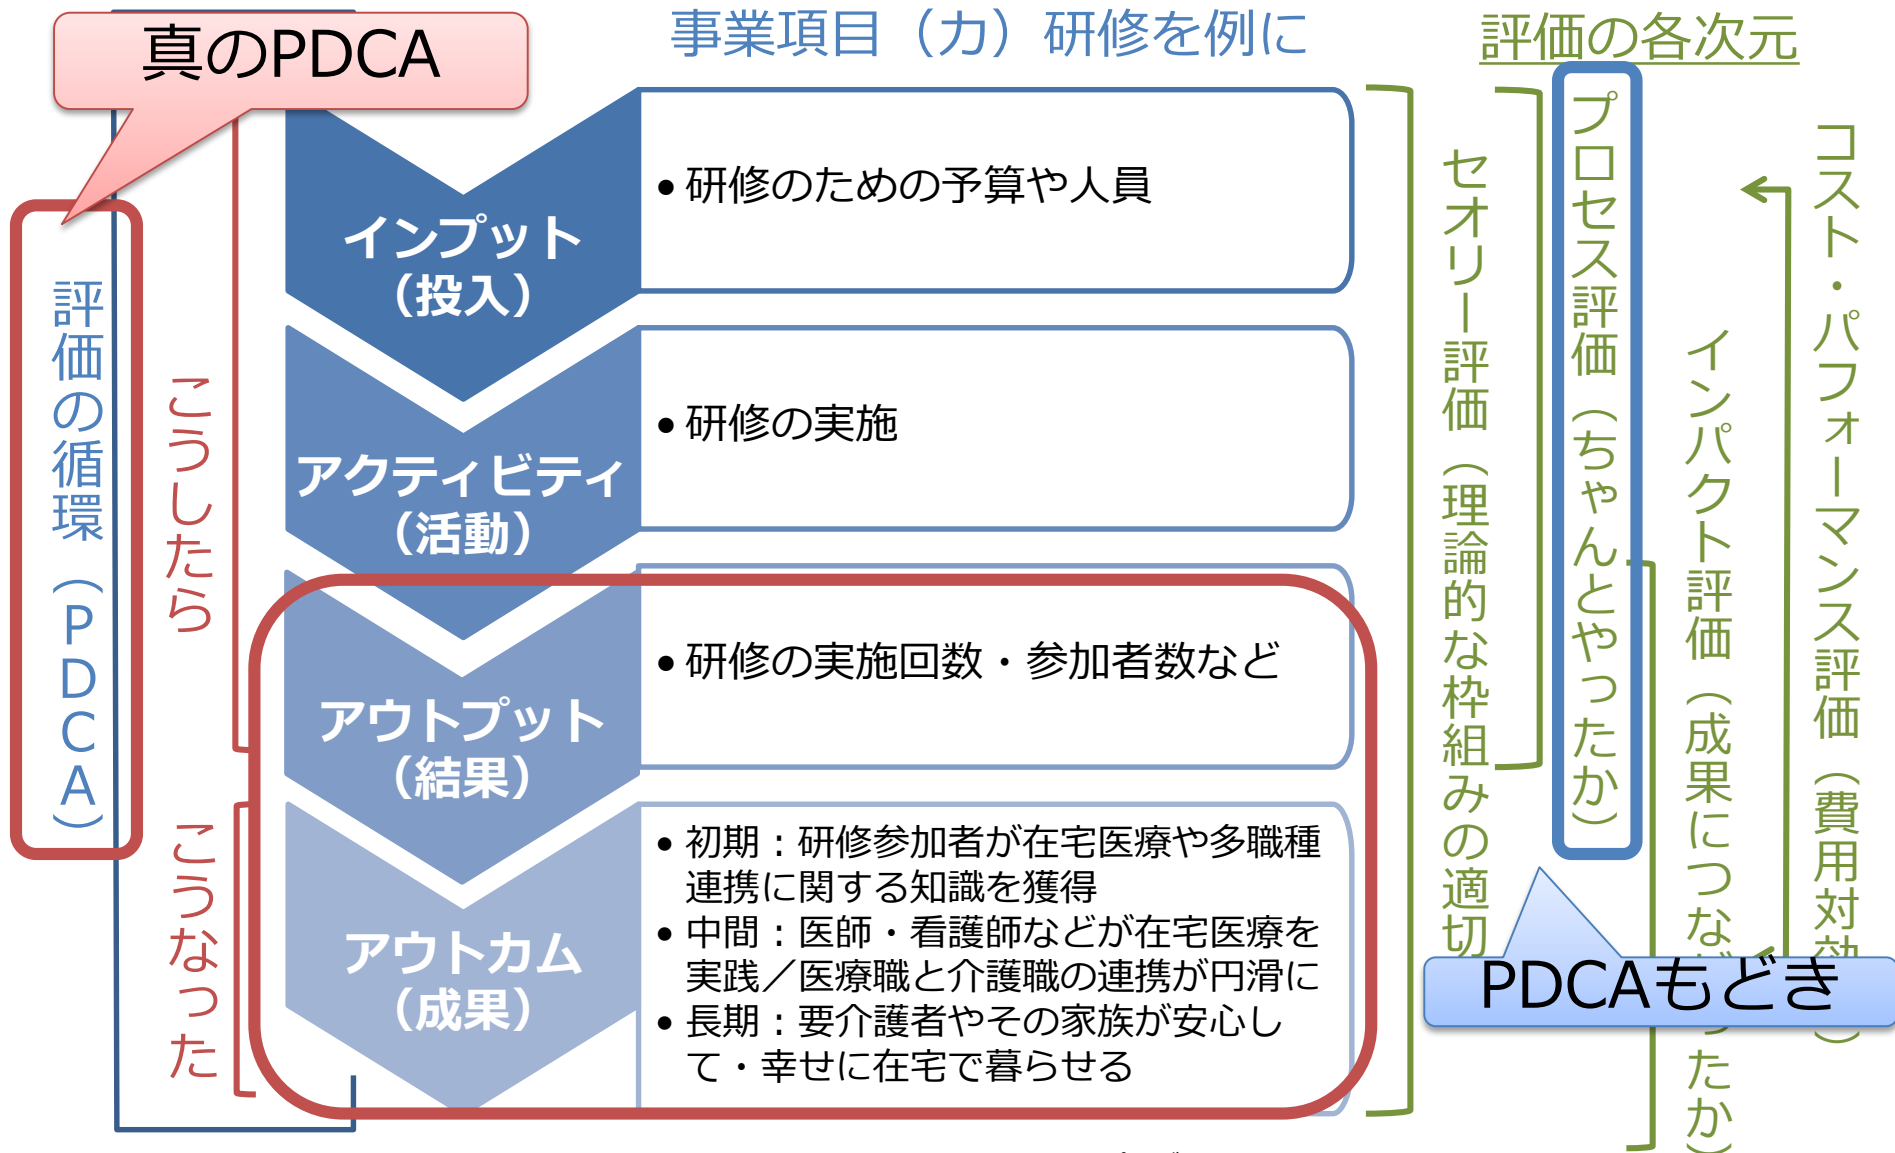 真のPDCA
事業項目（カ）研修を例に
評価の各次元
評価の循環（PDCA）
こうしたら
こうなった
インプット
（投入）
• 研修のための予算や人員
アクティビティ
（活動）
• 研修の実施
アウトプット
（結果）
• 研修の実施回数・参加者数など
アウトカム
（成果）
• 初期：研修参加者が在宅医療や多職種
連携に関する知識を獲得
• 中間：医師・看護師などが在宅医療を
実践／医療職と介護職の連携が円滑に
• 長期：要介護者やその家族が安心し
て・幸せに在宅で暮らせる
セオリー評価（理論的な枠組みの適切
プロセス評価（ちゃんとやったか）
インパクト評価（成果につながったか）
コスト・パフォーマンス評価（費用対効
PDCAもどき